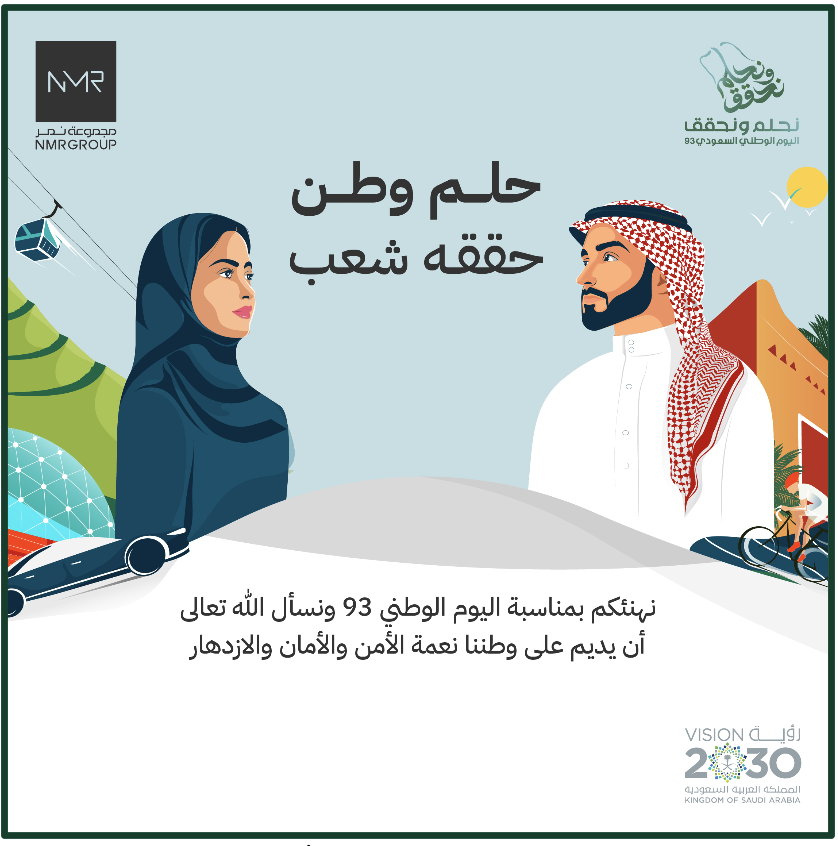 NMR
مجموعة نمر
NMRGROUP
ونحلم
نحقق
نحلم ونحقق
اليوم الوطني السعودي 93
حلم وطن
حققه شعب
نهنئكم بمناسبة اليوم الوطني 93 ونسأل الله تعالى
أن يديم على وطننا نعمة الأمن والأمان والازدهار
VISION رؤية
2030
المملكة العربية السعودية
KINGDOM OF SAUDI ARABIA